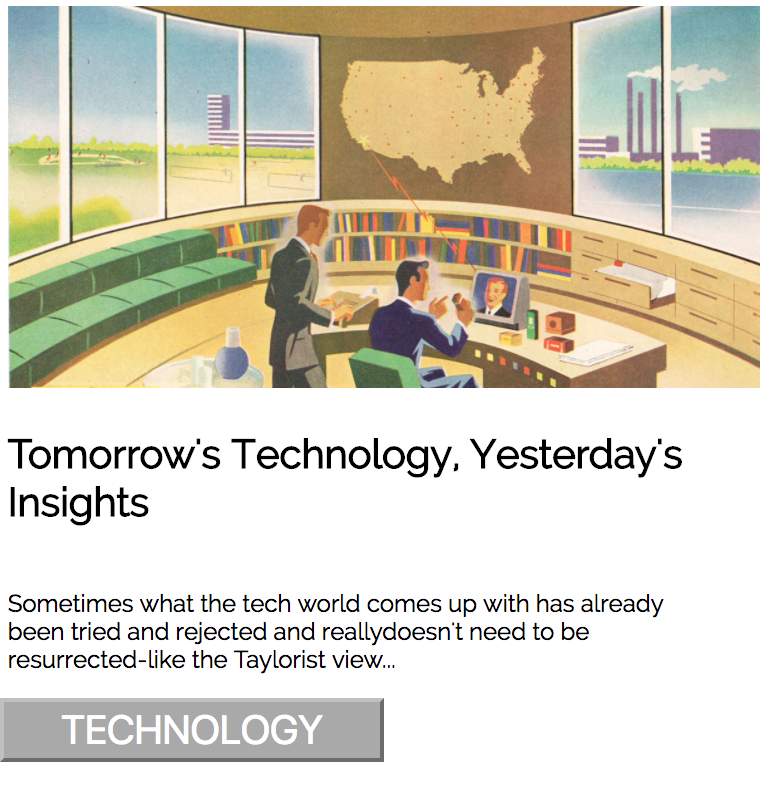 Tomorrow's Technology, Yesterday's
Insights
Sometimes what the tech world comes up with has already
been tried and rejected and reallydoesn't need to be
resurrected-like the Taylorist view...
TECHNOLOGY